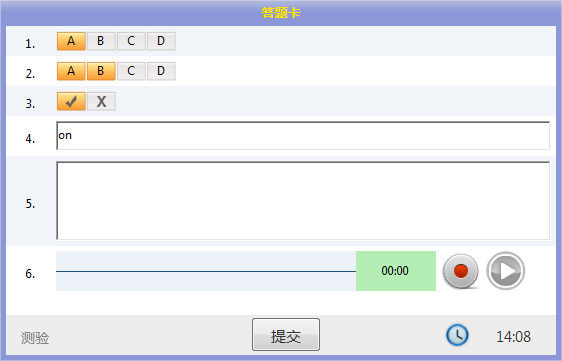 答题卡
1. A B C D
2. A B C D
3. ✓ X
4. on
5.
6. 00:00
测验 提交 14:08